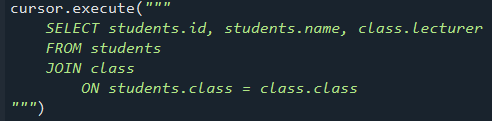 cursor.execute("""
    SELECT students.id, students.name, class.lecturer
    FROM students
    JOIN class
        ON students.class = class.class
""")